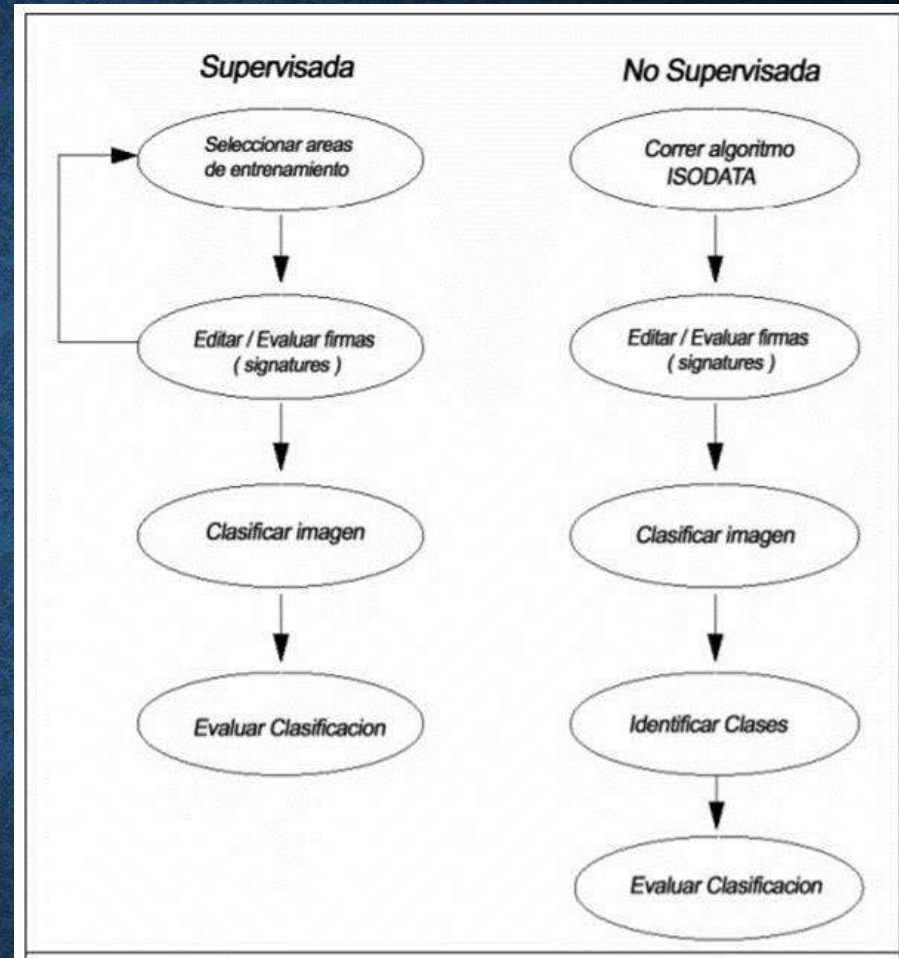 Supervisada
Seleccionar areas
de entrenamiento
Editar / Evaluar firmas
( signatures )
Clasificar imagen
Evaluar Clasificacion
No Supervisada
Correr algoritmo
ISODATA
Editar / Evaluar firmas
( signatures )
Clasificar imagen
Identificar Clases
Evaluar Clasificacion